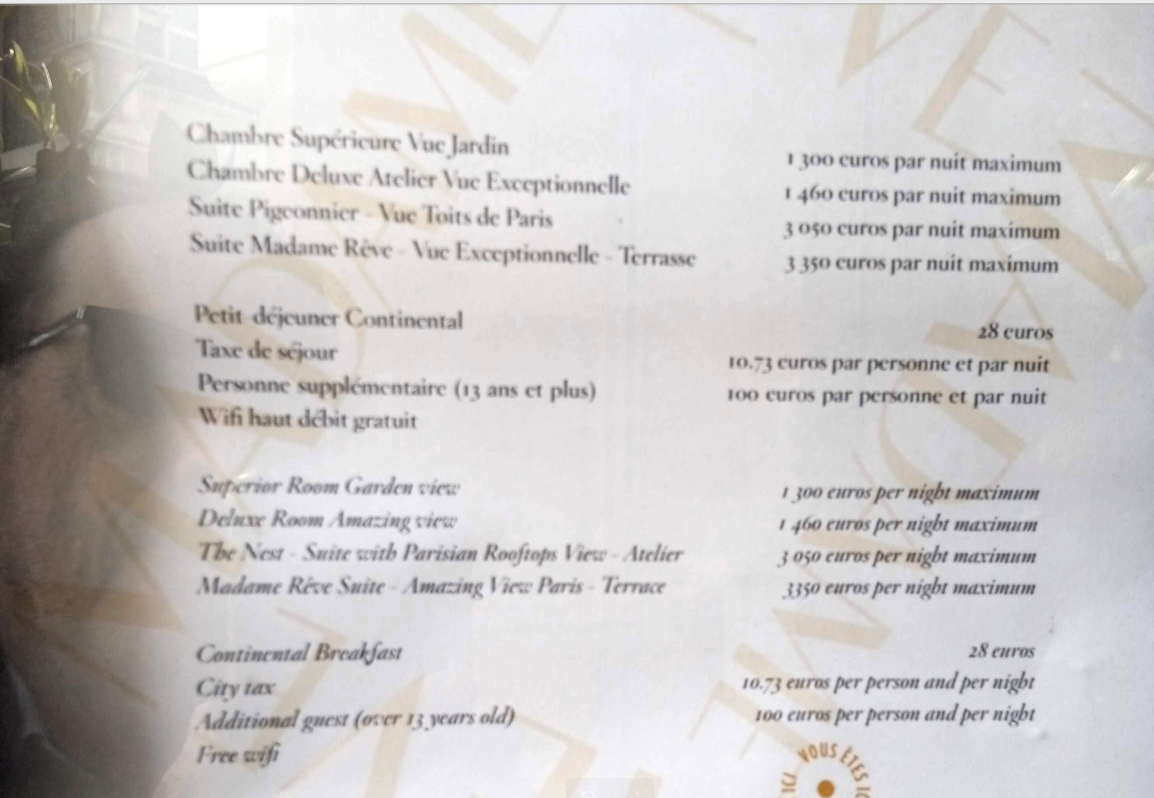 Chambre Supérieure Vue Jardin 1 300 euros par nuit maximum
Chambre Deluxe Atelier Vue Exceptionnelle 1 460 euros par nuit maximum
Suite Pigeonnier - Vue Toits de Paris 3 050 euros par nuit maximum
Suite Madame Rêve - Vue Exceptionnelle - Terrasse 3 350 euros par nuit maximum
Petit-déjeuner Continental 28 euros
Taxe de séjour 10.73 euros par personne et par nuit
Personne supplémentaire (13 ans et plus) 100 euros par personne et par nuit
Wifi haut débit gratuit
Superior Room Garden view 1 300 euros per night maximum
Deluxe Room Amazing view 1 460 euros per night maximum
The Nest - Suite with Parisian Rooftops View - Atelier 3 050 euros per night maximum
Madame Rêve Suite - Amazing View Paris - Terrace 3350 euros per night maximum
Continental Breakfast 28 euros
City tax 10.73 euros per person and per night
Additional guest (over 13 years old) 100 euros per person and per night
Free wifi
VOUS ÊTES IC
ICI